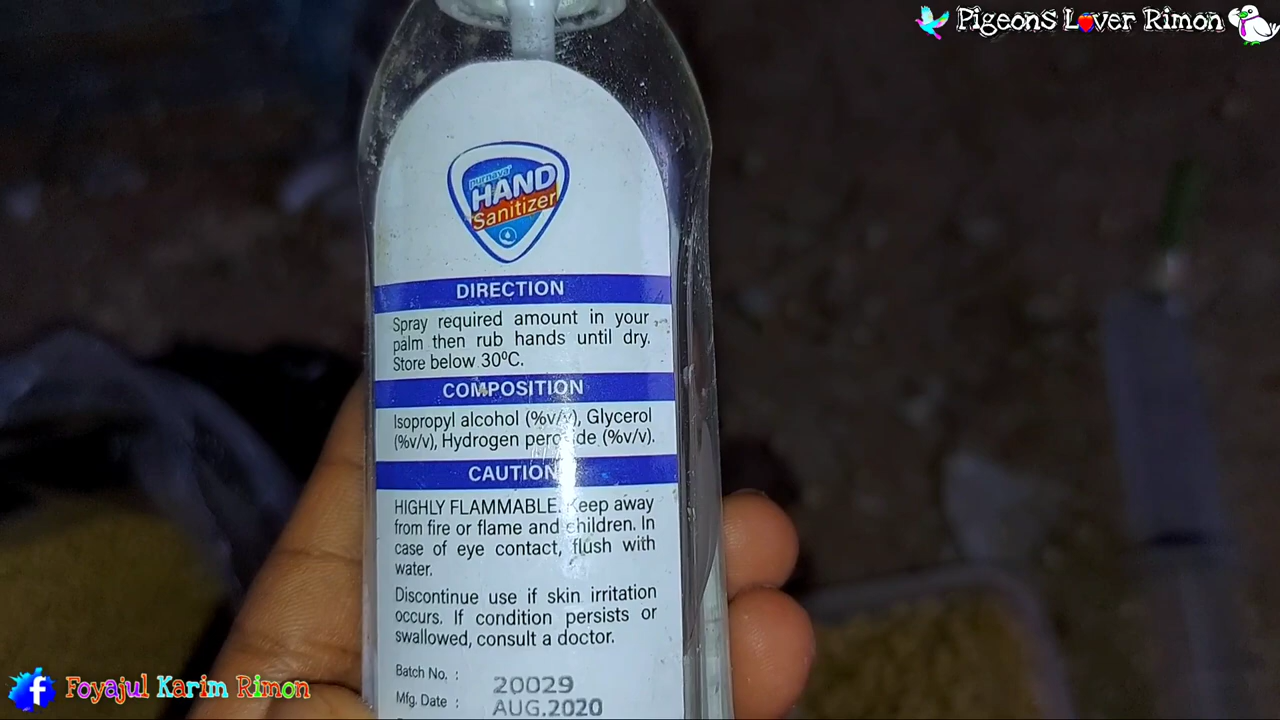 Pigeons Lover Rimon
purnava
HAND
Sanitizer
DIRECTION
Spray required amount in your
palm then rub hands until dry.
Store below 30ºC.
COMPOSITION
Isopropyl alcohol (%v/v), Glycerol
(%v/v), Hydrogen peroxide (%v/v).
CAUTION
HIGHLY FLAMMABLE. Keep away
from fire or flame and children. In
case of eye contact, flush with
water.
Discontinue use if skin irritation
occurs. If condition persists or
swallowed, consult a doctor.
Batch No. : 20029
Mfg. Date : AUG.2020
Foyajul Karim Rimon